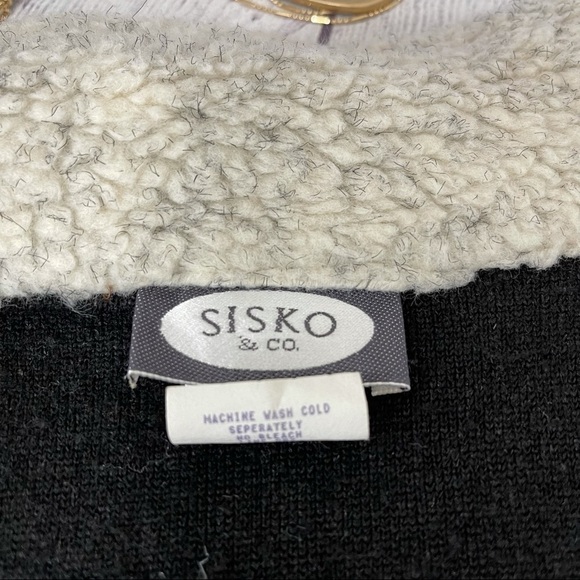 SISKO
& CO.
MACHINE WASH COLD
SEPERATELY
NO BLEACH